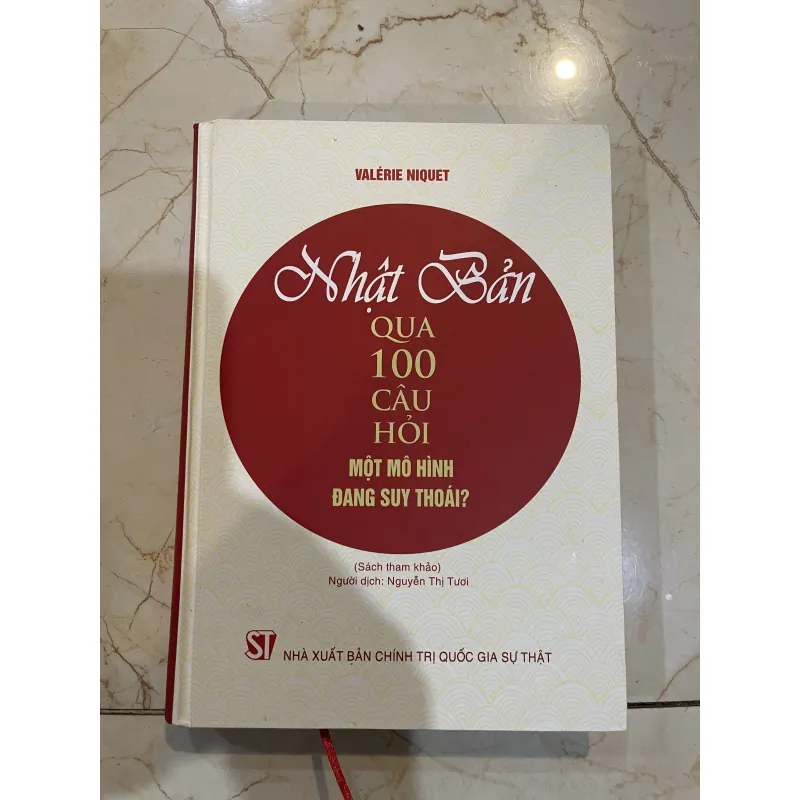 VALÉRIE NIQUET
Nhật Bản
QUA
100
CÂU
HỎI
MỘT MÔ HÌNH
ĐANG SUY THOÁI?
(Sách tham khảo)
Người dịch: Nguyễn Thị Tươi
ST NHÀ XUẤT BẢN CHÍNH TRỊ QUỐC GIA SỰ THẬT